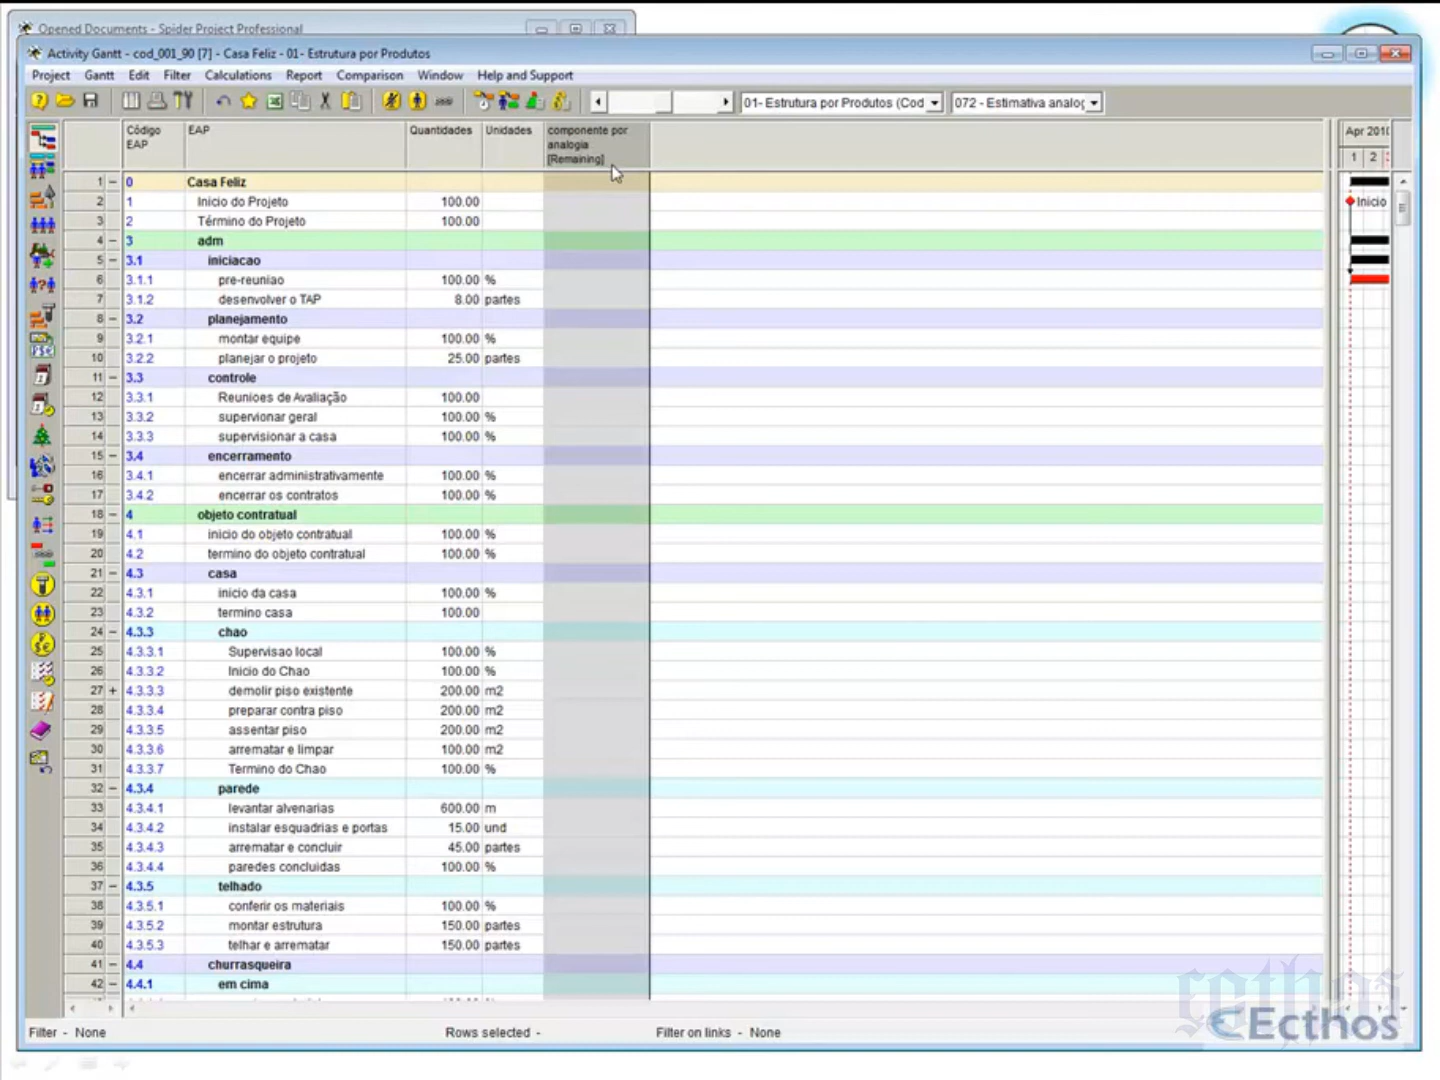 Opened Documents - Spider Project Professional
Activity Gantt - cod_001_90 [7] - Casa Feliz - 01- Estrutura por Produtos
Project Gantt Edit Filter Calculations Report Comparison Window Help and Support
01- Estrutura por Produtos (Cod 072 - Estimativa analog
Código EAP
EAP
Quantidades
Unidades
componente por analogia [Remaining]
Apr 2010
1 2
1 – 0 Casa Feliz
2 1 Inicio do Projeto 100.00
Inicio
3 2 Término do Projeto 100.00
4 – 3 adm
5 – 3.1 iniciacao
6 3.1.1 pre-reuniao 100.00 %
7 3.1.2 desenvolver o TAP 8.00 partes
8 – 3.2 planejamento
9 3.2.1 montar equipe 100.00 %
10 3.2.2 planejar o projeto 25.00 partes
11 – 3.3 controle
12 3.3.1 Reunioes de Avaliação 100.00
13 3.3.2 supervionar geral 100.00 %
14 3.3.3 supervisionar a casa 100.00 %
15 – 3.4 encerramento
16 3.4.1 encerrar administrativamente 100.00 %
17 3.4.2 encerrar os contratos 100.00 %
18 – 4 objeto contratual
19 4.1 inicio do objeto contratual 100.00 %
20 4.2 termino do objeto contratual 100.00 %
21 – 4.3 casa
22 4.3.1 inicio da casa 100.00 %
23 4.3.2 termino casa 100.00
24 – 4.3.3 chao
25 4.3.3.1 Supervisao local 100.00 %
26 4.3.3.2 Inicio do Chao 100.00 %
27 + 4.3.3.3 demolir piso existente 200.00 m2
28 4.3.3.4 preparar contra piso 200.00 m2
29 4.3.3.5 assentar piso 200.00 m2
30 4.3.3.6 arrematar e limpar 100.00 m2
31 4.3.3.7 Termino do Chao 100.00 %
32 – 4.3.4 parede
33 4.3.4.1 levantar alvenarias 600.00 m
34 4.3.4.2 instalar esquadrias e portas 15.00 und
35 4.3.4.3 arrematar e concluir 45.00 partes
36 4.3.4.4 paredes concluidas 100.00 %
37 – 4.3.5 telhado
38 4.3.5.1 conferir os materiais 100.00 %
39 4.3.5.2 montar estrutura 150.00 partes
40 4.3.5.3 telhar e arrematar 150.00 partes
41 – 4.4 churrasqueira
42 – 4.4.1 em cima
Filter - None Rows selected - Filter on links - None
ecthos
Ecthos